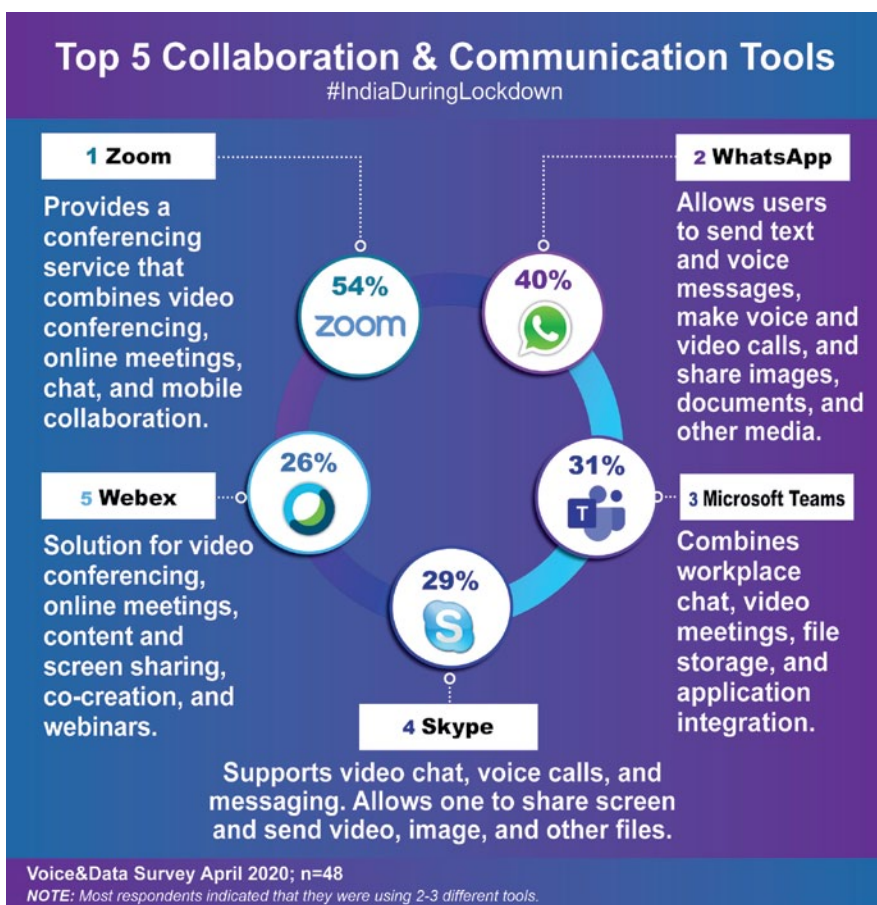 Top 5 Collaboration & Communication Tools
#IndiaDuringLockdown
1 Zoom
Provides a
conferencing
service that
combines video
conferencing,
online meetings,
chat, and mobile
collaboration.
54%
zoom
2 WhatsApp
Allows users
to send text
and voice
messages,
make voice and
video calls, and
share images,
documents, and
other media.
40%
31%
T
3 Microsoft Teams
Combines
workplace
chat, video
meetings, file
storage, and
application
integration.
29%
S
4 Skype
Supports video chat, voice calls, and
messaging. Allows one to share screen
and send video, image, and other files.
26%
5 Webex
Solution for video
conferencing,
online meetings,
content and
screen sharing,
co-creation, and
webinars.
Voice&Data Survey April 2020; n=48
NOTE: Most respondents indicated that they were using 2-3 different tools.